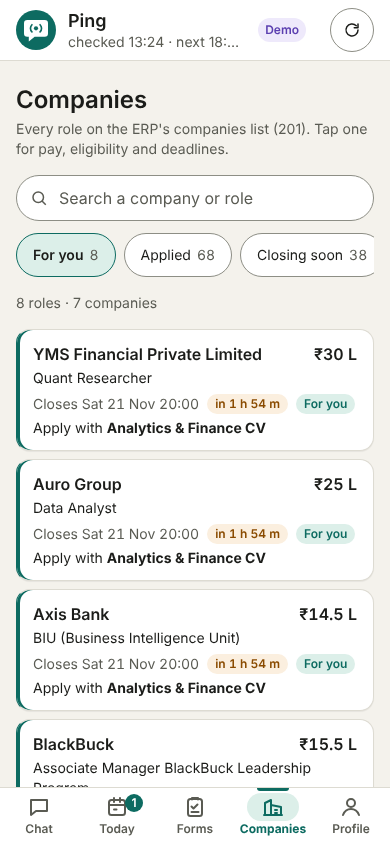 Ping
checked 13:24 · next 18:...
Demo
Companies
Every role on the ERP's companies list (201). Tap one
for pay, eligibility and deadlines.
Search a company or role
For you 8
Applied 68
Closing soon 38
8 roles · 7 companies
YMS Financial Private Limited ₹30 L
Quant Researcher
Closes Sat 21 Nov 20:00 in 1 h 54 m For you
Apply with Analytics & Finance CV
Auro Group ₹25 L
Data Analyst
Closes Sat 21 Nov 20:00 in 1 h 54 m For you
Apply with Analytics & Finance CV
Axis Bank ₹14.5 L
BIU (Business Intelligence Unit)
Closes Sat 21 Nov 20:00 in 1 h 54 m For you
Apply with Analytics & Finance CV
BlackBuck ₹15.5 L
Associate Manager BlackBuck Leadership
Program
1
Chat Today Forms Companies Profile